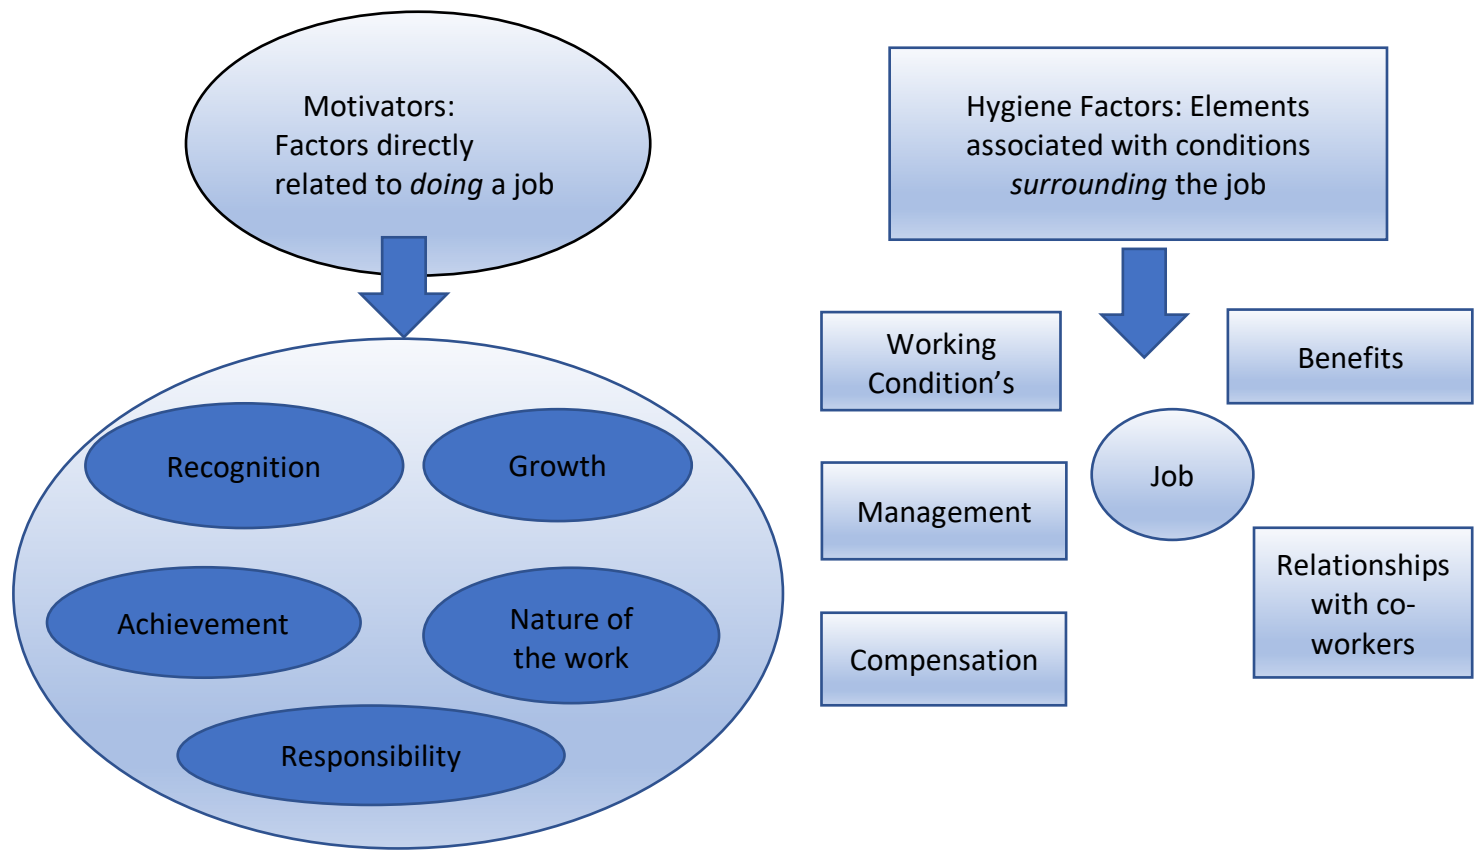 Motivators:
Factors directly
related to doing a job
Recognition
Growth
Achievement
Nature of
the work
Responsibility
Hygiene Factors: Elements
associated with conditions
surrounding the job
Working
Condition’s
Benefits
Job
Management
Relationships
with co-
workers
Compensation